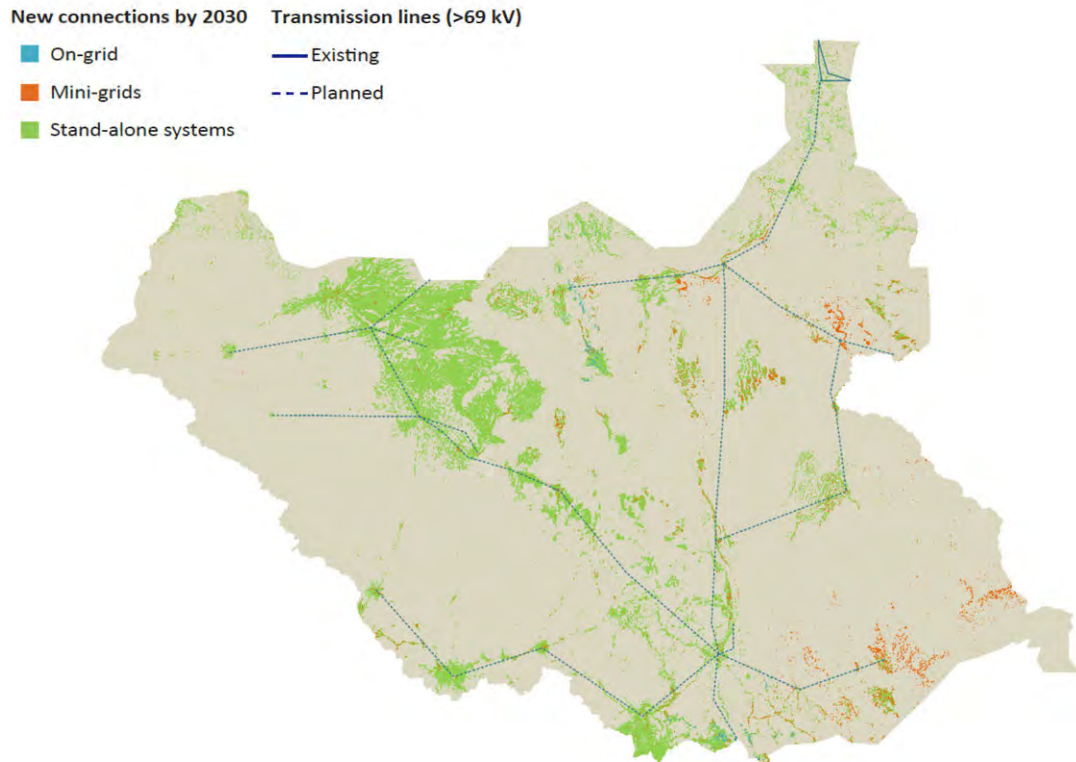 New connections by 2030
On-grid
Mini-grids
Stand-alone systems
Transmission lines (>69 kV)
Existing
Planned